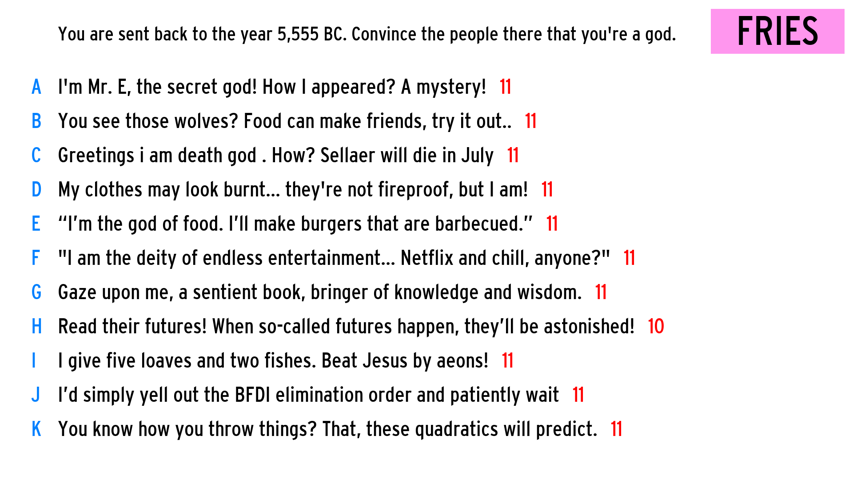 You are sent back to the year 5,555 BC. Convince the people there that you're a god.
FRIES
A I'm Mr. E, the secret god! How I appeared? A mystery! 11
B You see those wolves? Food can make friends, try it out.. 11
C Greetings i am death god . How? Sellaer will die in July 11
D My clothes may look burnt... they're not fireproof, but I am! 11
E “I’m the god of food. I’ll make burgers that are barbecued.” 11
F "I am the deity of endless entertainment... Netflix and chill, anyone?" 11
G Gaze upon me, a sentient book, bringer of knowledge and wisdom. 11
H Read their futures! When so-called futures happen, they’ll be astonished! 10
I I give five loaves and two fishes. Beat Jesus by aeons! 11
J I’d simply yell out the BFDI elimination order and patiently wait 11
K You know how you throw things? That, these quadratics will predict. 11